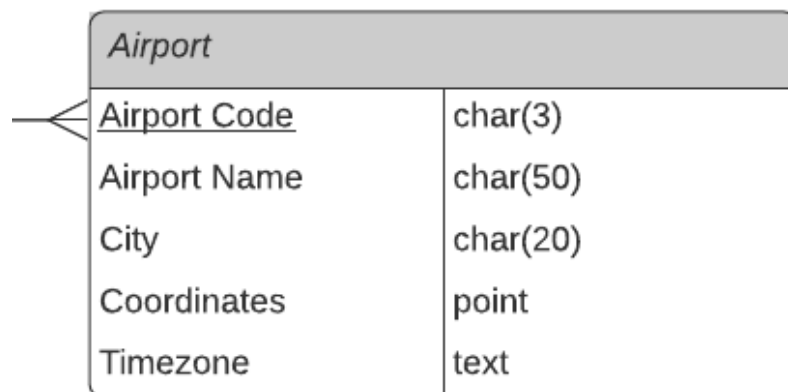 Airport
Airport Code char(3)
Airport Name char(50)
City char(20)
Coordinates point
Timezone text